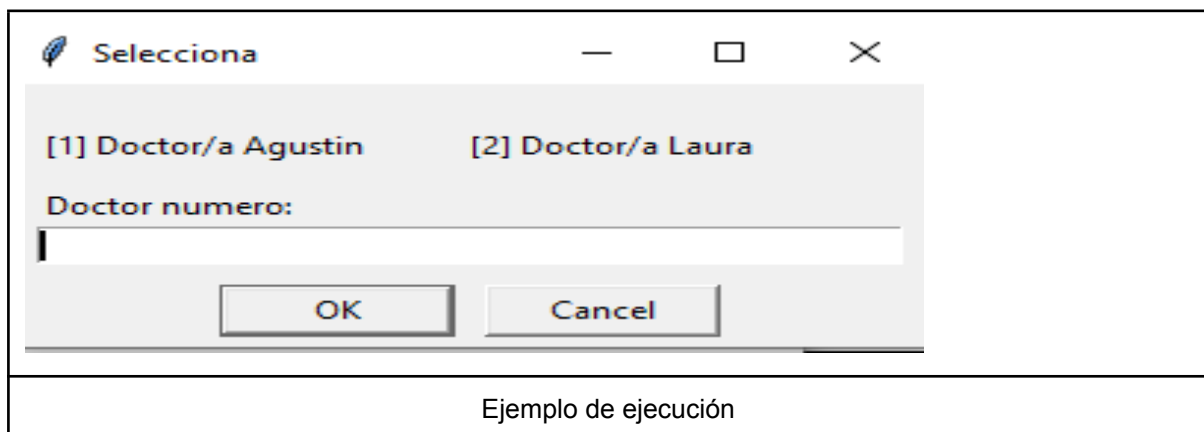 Selecciona
[1] Doctor/a Agustin [2] Doctor/a Laura
Doctor numero:
OK Cancel
Ejemplo de ejecución